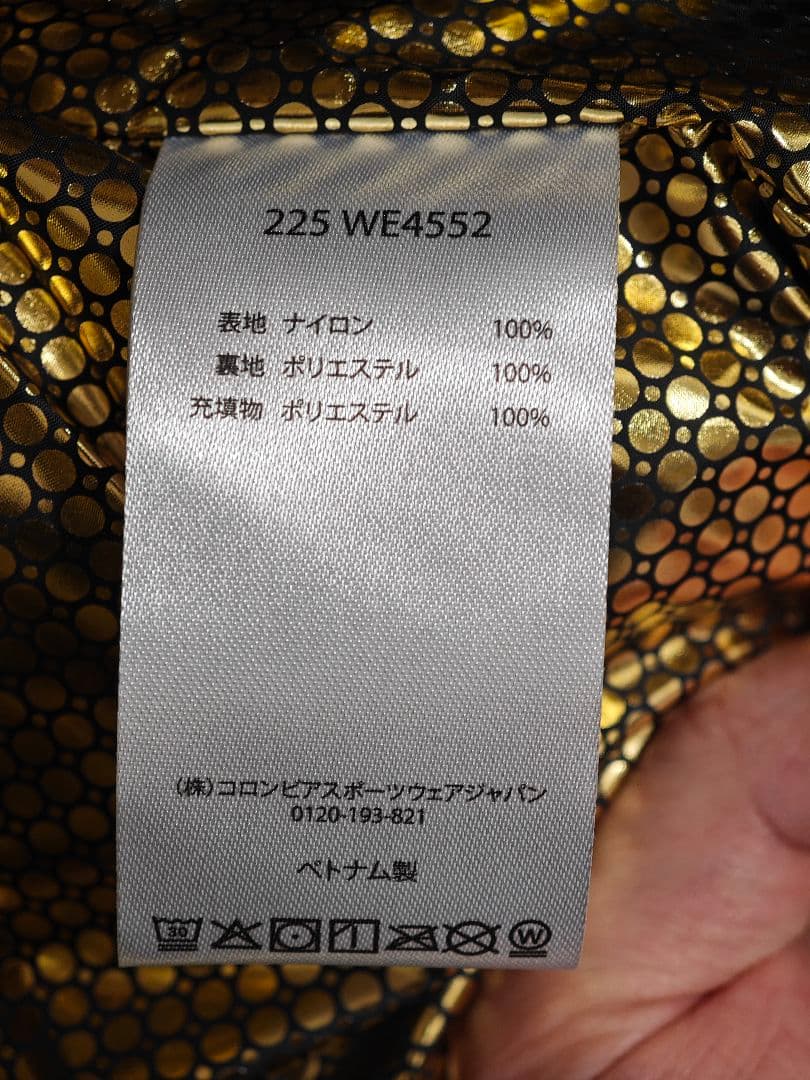 225 WE4552
表地 ナイロン 100%
裏地 ポリエステル 100%
充填物 ポリエステル 100%
(株)コロンビアスポーツウェアジャパン
0120-193-821
ベトナム製
30 W